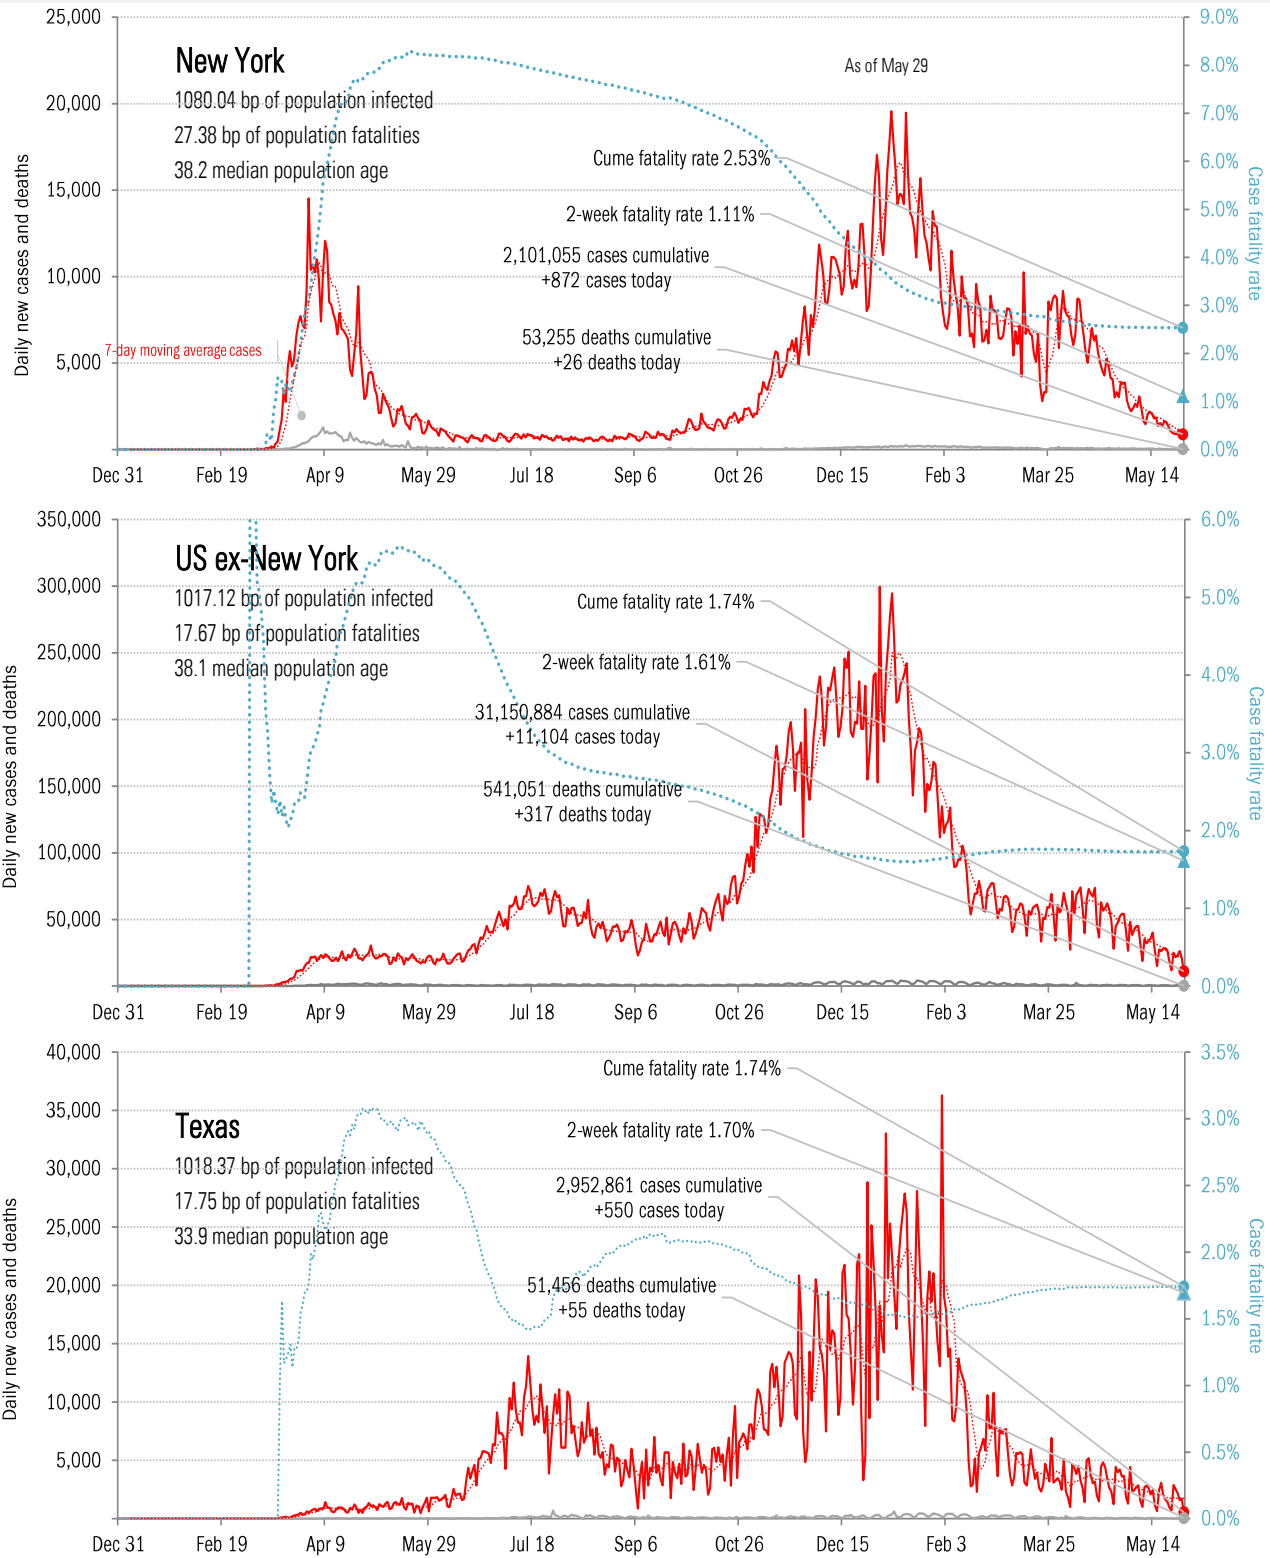 25,000
20,000
15,000
10,000
5,000
Daily new cases and deaths
New York
1080.04 bp of population infected
27.38 bp of population fatalities
38.2 median population age
As of May 29
Cume fatality rate 2.53%
2-week fatality rate 1.11%
2,101,055 cases cumulative
+872 cases today
53,255 deaths cumulative
+26 deaths today
7-day moving average cases
9.0%
8.0%
7.0%
6.0%
5.0%
4.0%
3.0%
2.0%
1.0%
0.0%
Case fatality rate
Dec 31 Feb 19 Apr 9 May 29 Jul 18 Sep 6 Oct 26 Dec 15 Feb 3 Mar 25 May 14
350,000
300,000
250,000
200,000
150,000
100,000
50,000
Daily new cases and deaths
US ex-New York
1017.12 bp of population infected
17.67 bp of population fatalities
38.1 median population age
Cume fatality rate 1.74%
2-week fatality rate 1.61%
31,150,884 cases cumulative
+11,104 cases today
541,051 deaths cumulative
+317 deaths today
6.0%
5.0%
4.0%
3.0%
2.0%
1.0%
0.0%
Case fatality rate
Dec 31 Feb 19 Apr 9 May 29 Jul 18 Sep 6 Oct 26 Dec 15 Feb 3 Mar 25 May 14
40,000
35,000
30,000
25,000
20,000
15,000
10,000
5,000
Daily new cases and deaths
Texas
1018.37 bp of population infected
17.75 bp of population fatalities
33.9 median population age
Cume fatality rate 1.74%
2-week fatality rate 1.70%
2,952,861 cases cumulative
+550 cases today
51,456 deaths cumulative
+55 deaths today
3.5%
3.0%
2.5%
2.0%
1.5%
1.0%
0.5%
0.0%
Case fatality rate
Dec 31 Feb 19 Apr 9 May 29 Jul 18 Sep 6 Oct 26 Dec 15 Feb 3 Mar 25 May 14